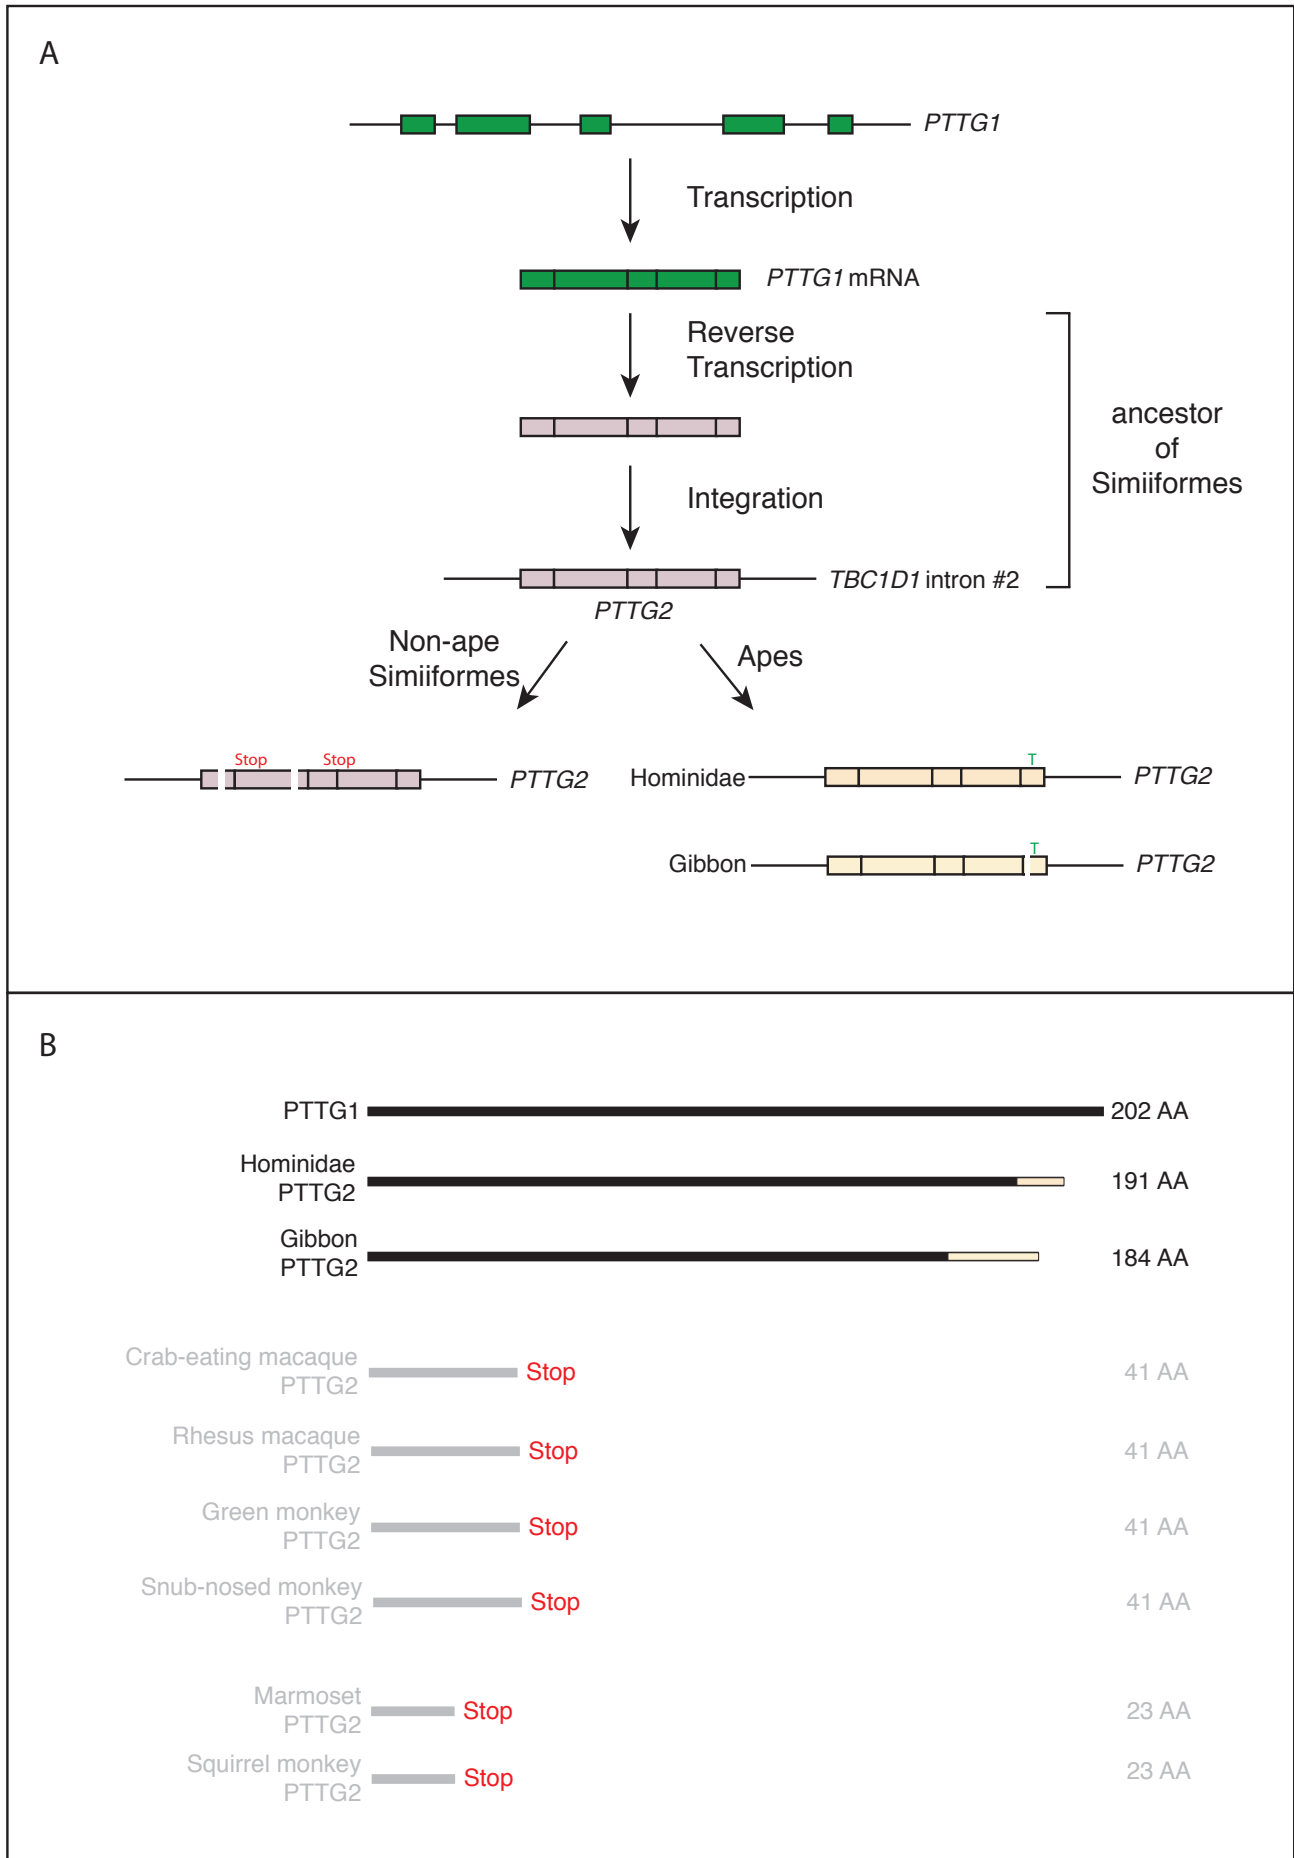 A
PTTG1
Transcription
PTTG1 mRNA
Reverse
Transcription
ancestor
of
Simiiformes
Integration
TBC1D1 intron #2
PTTG2
Non-ape
Simiiformes
Apes
Stop
Stop
PTTG2
Hominidae
T
PTTG2
Gibbon
T
PTTG2
B
PTTG1
202 AA
Hominidae
PTTG2
191 AA
Gibbon
PTTG2
184 AA
Crab-eating macaque
PTTG2
Stop
41 AA
Rhesus macaque
PTTG2
Stop
41 AA
Green monkey
PTTG2
Stop
41 AA
Snub-nosed monkey
PTTG2
Stop
41 AA
Marmoset
PTTG2
Stop
23 AA
Squirrel monkey
PTTG2
Stop
23 AA